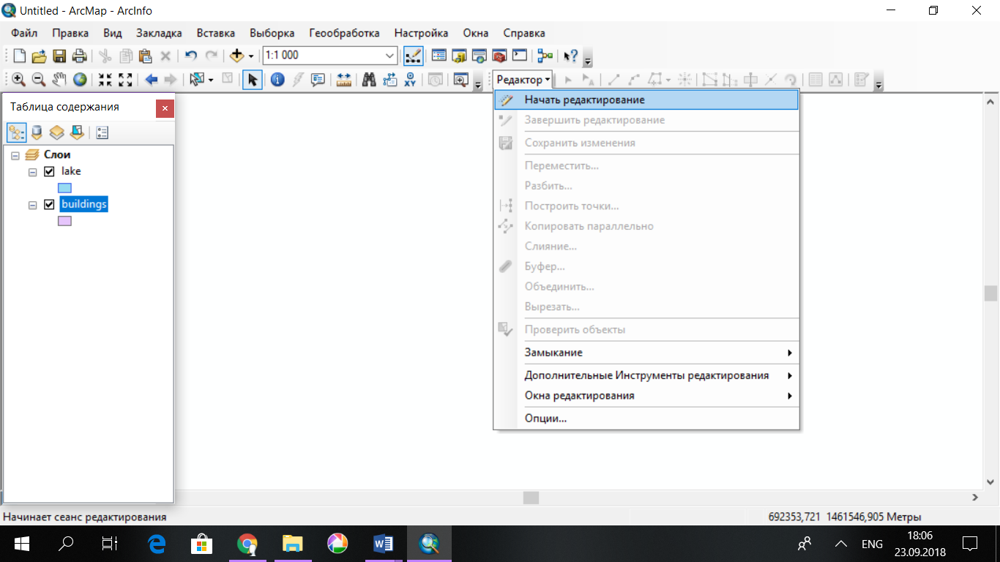 Untitled - ArcMap - ArcInfo
Файл Правка Вид Закладка Вставка Выборка Геообработка Настройка Окна Справка
1:1 000
Редактор
Таблица содержания
Слои
lake
buildings
Начать редактирование
Завершить редактирование
Сохранить изменения
Переместить...
Разбить...
Построить точки...
Копировать параллельно
Слияние...
Буфер...
Объединить...
Вырезать...
Проверить объекты
Замыкание
Дополнительные Инструменты редактирования
Окна редактирования
Опции...
Начинает сеанс редактирования
692353,721 1461546,905 Метры
ENG
18:06
23.09.2018